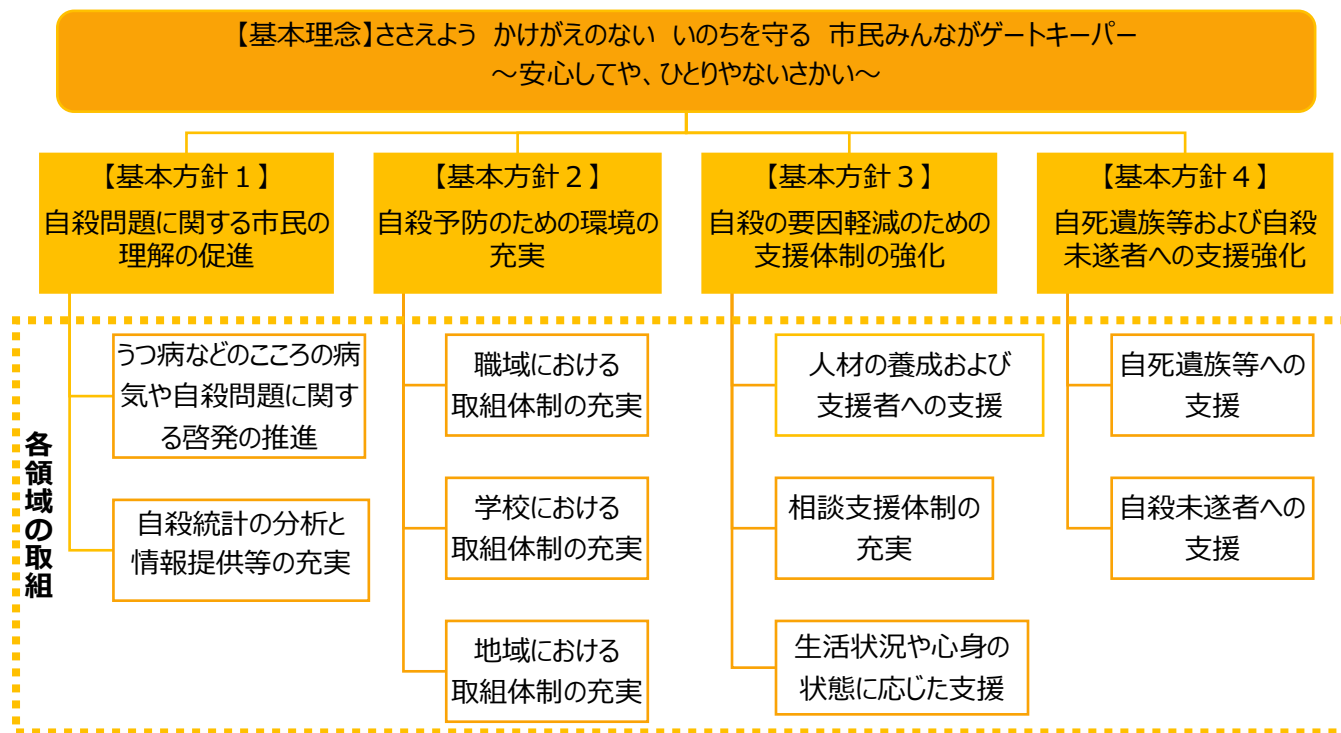 【基本理念】ささえよう かけがえのない いのちを守る 市民みんながゲートキーパー
～安心してや、ひとりやないさかい～
【基本方針１】
自殺問題に関する市民の
理解の促進
【基本方針２】
自殺予防のための環境の
充実
【基本方針３】
自殺の要因軽減のための
支援体制の強化
【基本方針４】
自死遺族等および自殺
未遂者への支援強化
各領域の取組
うつ病などのこころの病
気や自殺問題に関す
る啓発の推進
自殺統計の分析と
情報提供等の充実
職域における
取組体制の充実
学校における
取組体制の充実
地域における
取組体制の充実
人材の養成および
支援者への支援
相談支援体制の
充実
生活状況や心身の
状態に応じた支援
自死遺族等への
支援
自殺未遂者への
支援